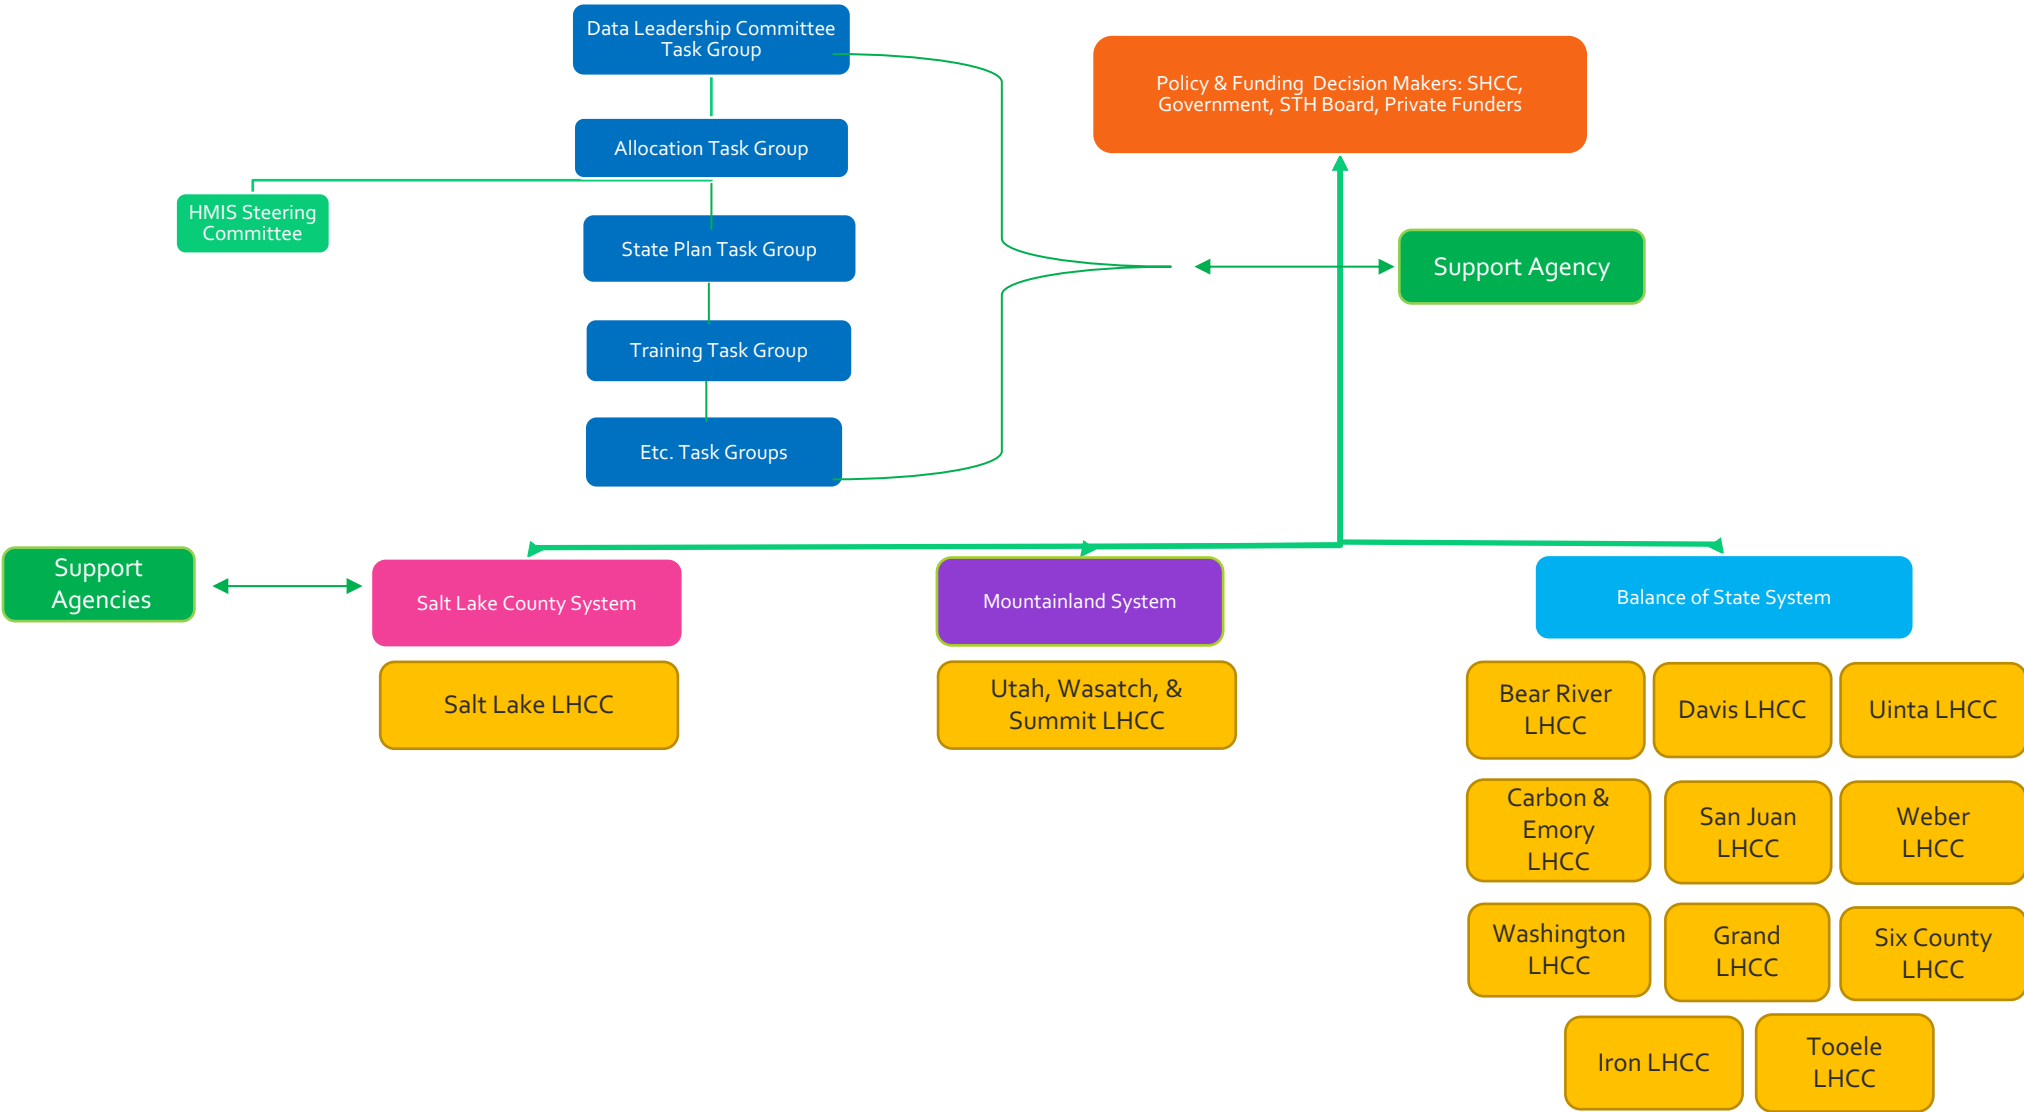 Data Leadership Committee
Task Group
Policy & Funding  Decision Makers: SHCC,
Government, STH Board, Private Funders
Allocation Task Group
HMIS Steering
Committee
State Plan Task Group
Support Agency
Training Task Group
Etc. Task Groups
Support
Agencies
Salt Lake County System
Mountainland System
Balance of State System
Salt Lake LHCC
Utah, Wasatch, &
Summit LHCC
Bear River
LHCC
Davis LHCC
Uinta LHCC
Carbon &
Emory
LHCC
San Juan
LHCC
Weber
LHCC
Washington
LHCC
Grand
LHCC
Six County
LHCC
Iron LHCC
Tooele
LHCC